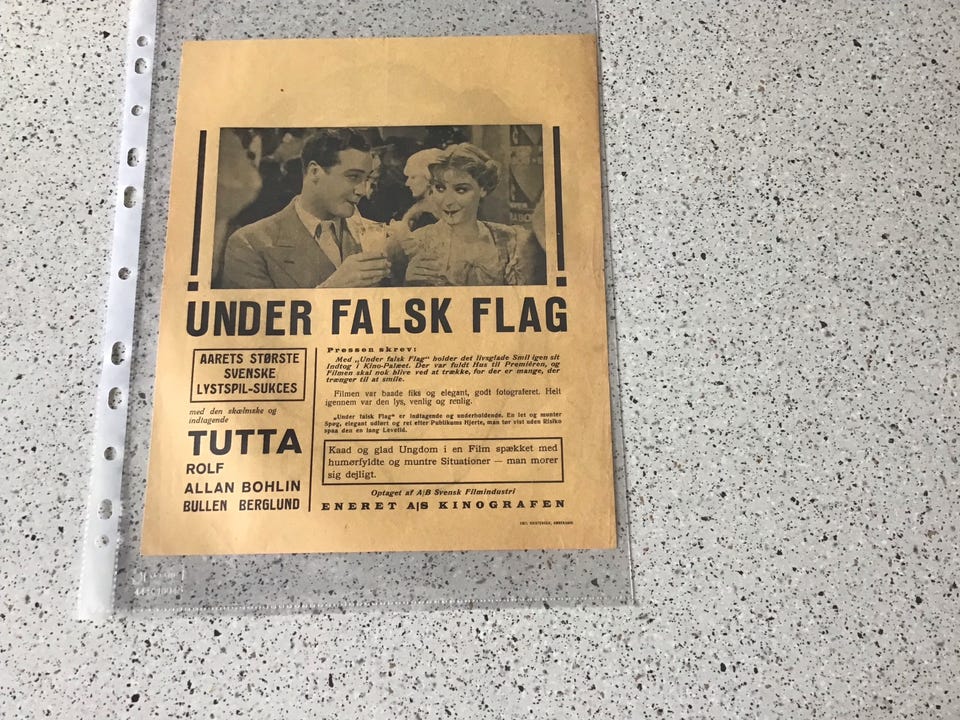 UNDER FALSK FLAG
AARETS STØRSTE
SVENSKE
LYSTSPIL-SUKCES
med den skælmske og
indtagende
TUTTA
ROLF
ALLAN BOHLIN
BULLEN BERGLUND
Pressen skrev:
Med „Under falsk Flag“ holder det livsglade Smil igen sit
Indtog i Kino-Palæet. Der var fuldt Hus til Premièren, og
Filmen skal nok blive ved at trække, for der er mange, der
trænger til at smile.
Filmen var baade fiks og elegant, godt fotograferet. Helt
igennem var den lys, venlig og renlig.
„Under falsk Flag“ er indtagende og underholdende. En let og munter
Spøg, elegant udført og ret efter Publikums Hjerte, man tør vist uden Risiko
spaa den en lang Levetid.
Kaad og glad Ungdom i en Film spækket med
humørfyldte og muntre Situationer — man morer
sig dejligt.
Optaget af A|B Svensk Filmindustri
ENERET A|S KINOGRAFEN